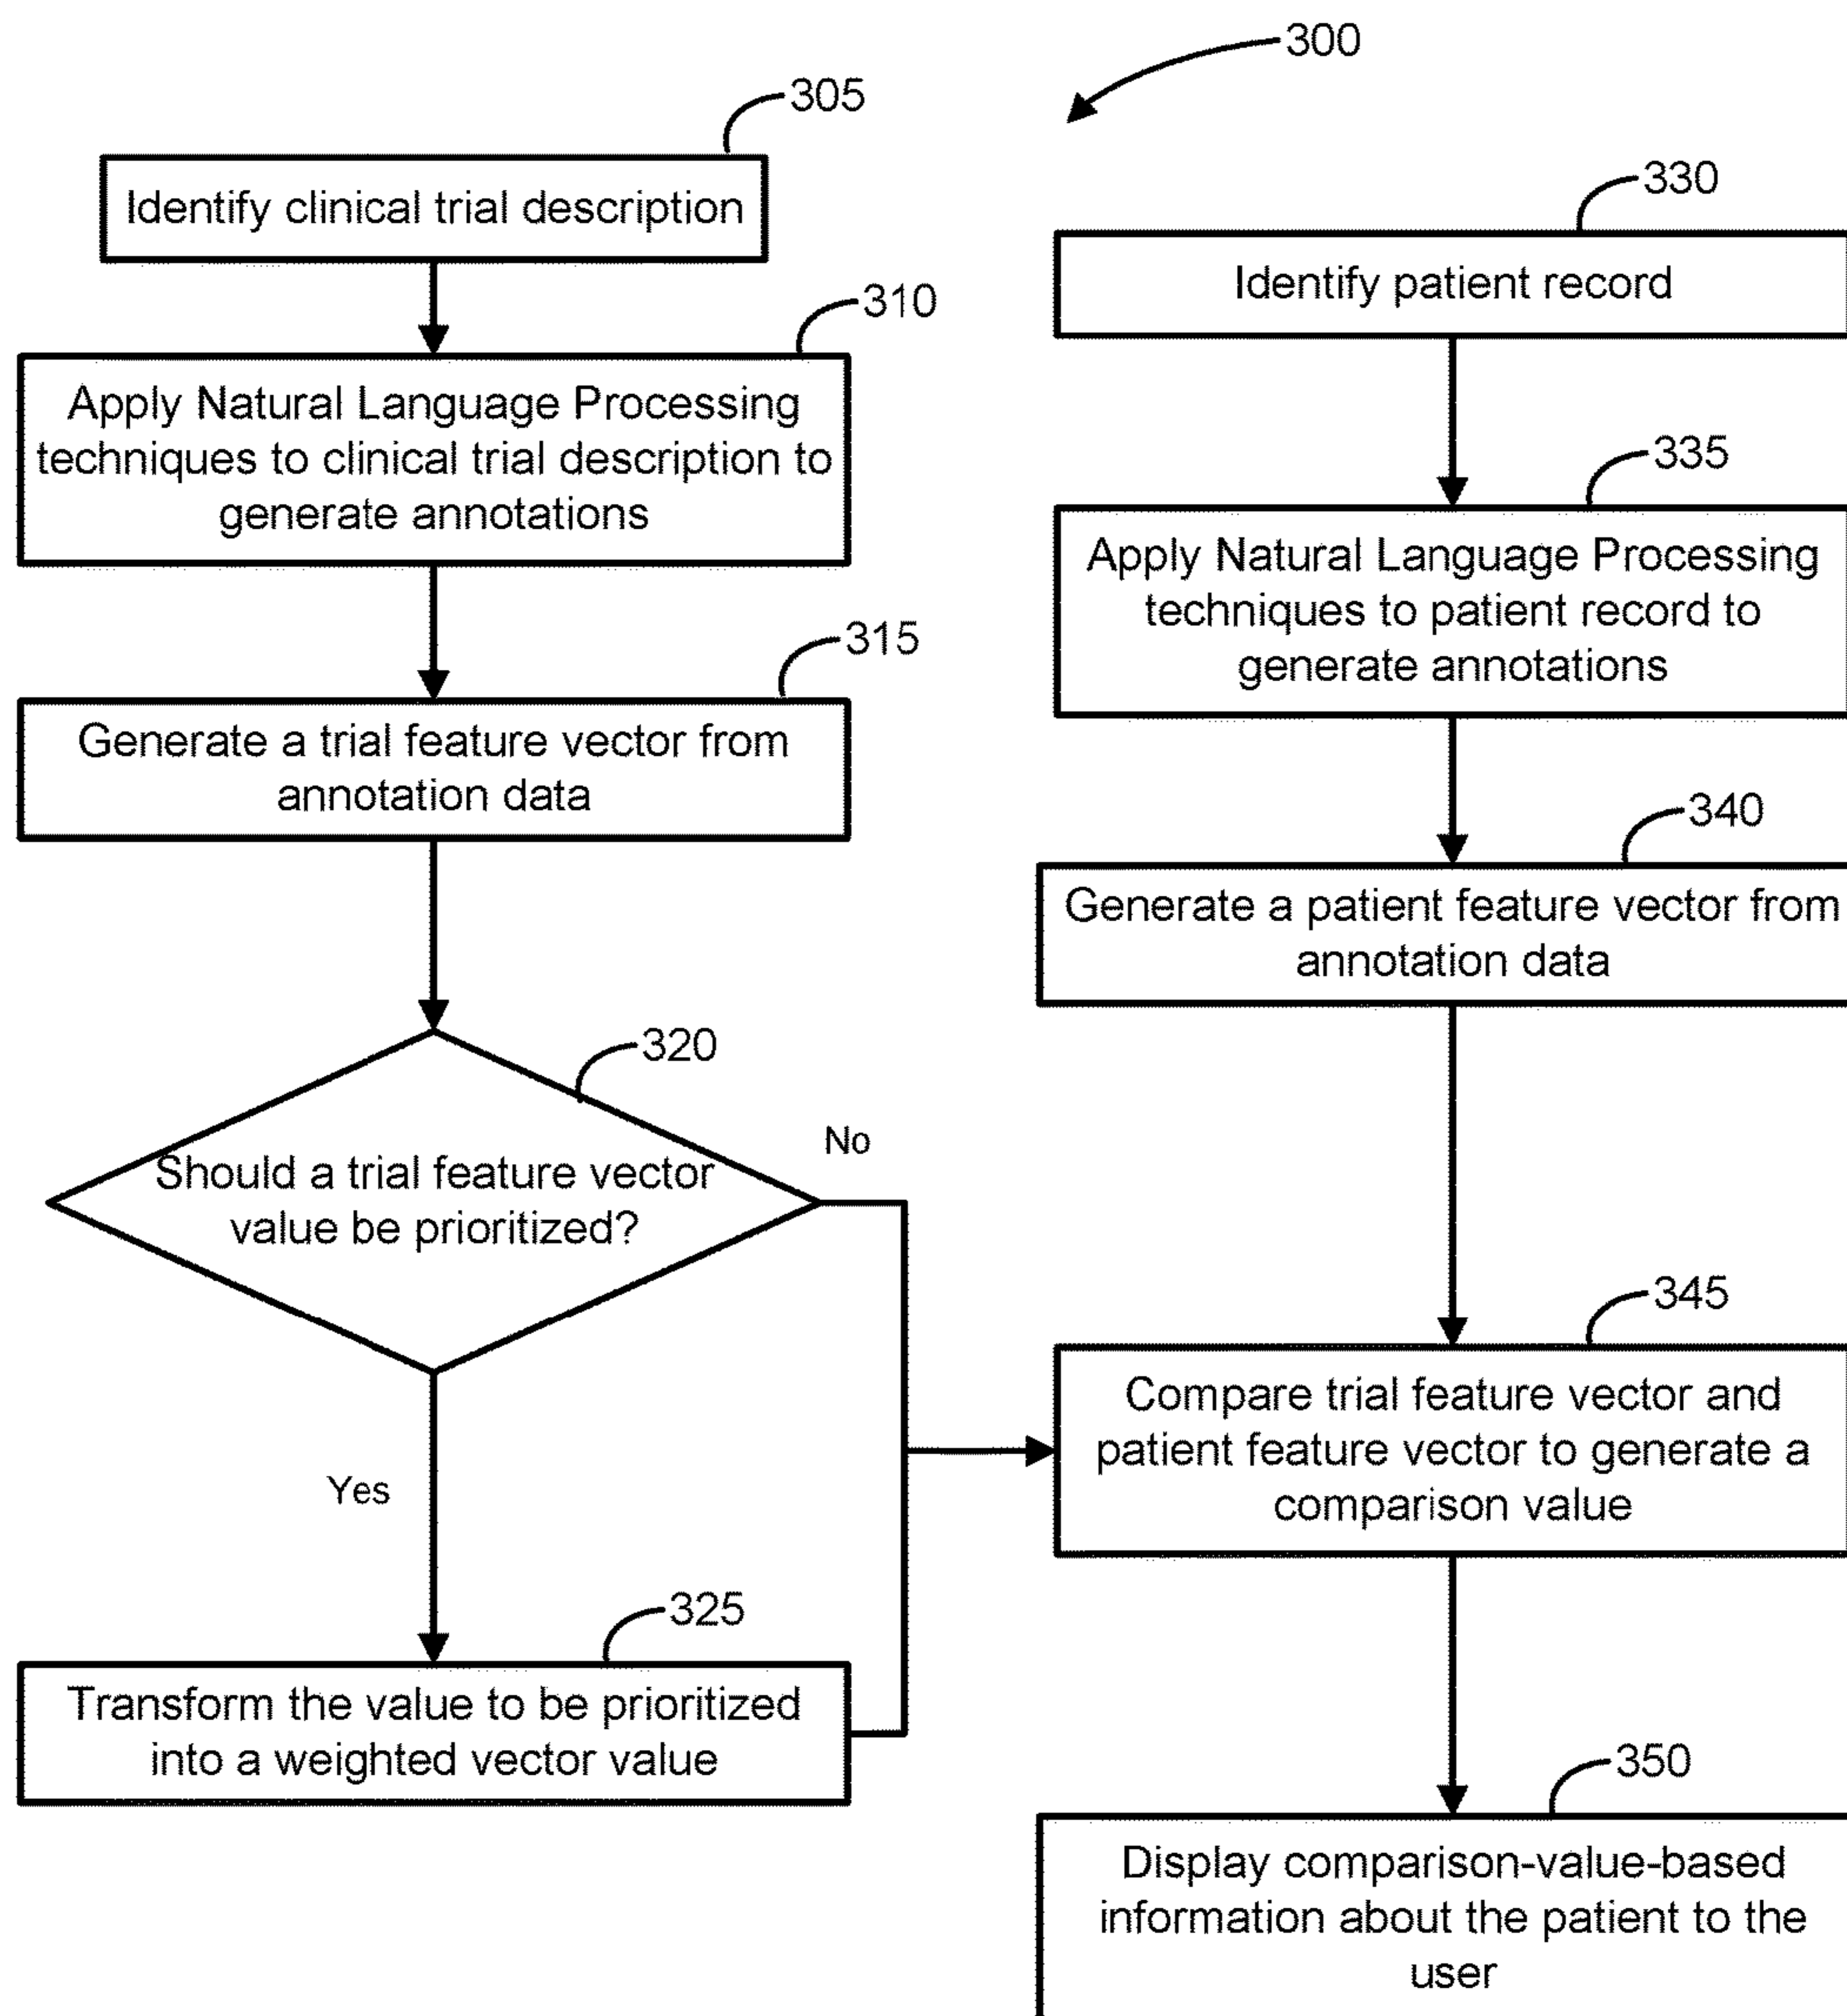 300
305
Identify clinical trial description
310
Apply Natural Language Processing
techniques to clinical trial description to
generate annotations
315
Generate a trial feature vector from
annotation data
320
Should a trial feature vector
value be prioritized?
No
Yes
325
Transform the value to be prioritized
into a weighted vector value
330
Identify patient record
335
Apply Natural Language Processing
techniques to patient record to
generate annotations
340
Generate a patient feature vector from
annotation data
345
Compare trial feature vector and
patient feature vector to generate a
comparison value
350
Display comparison-value-based
information about the patient to the
user